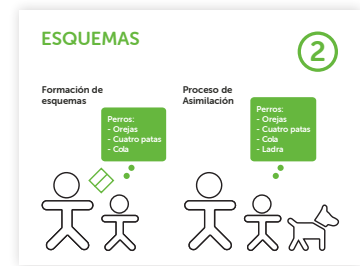 ESQUEMAS
2
Formación de
esquemas
Perros:
- Orejas
- Cuatro patas
- Cola
Proceso de
Asimilación
Perros:
- Orejas
- Cuatro patas
- Cola
- Ladra